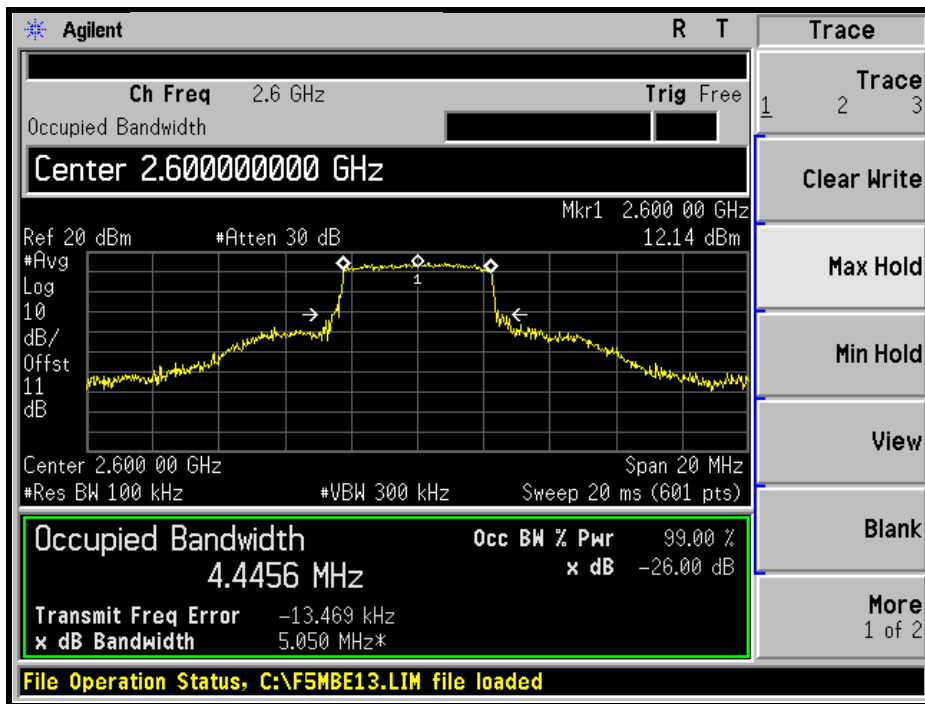 Agilent R T
Ch Freq 2.6 GHz Trig Free
Occupied Bandwidth
Center 2.600000000 GHz
Mkr1 2.600 00 GHz
Ref 20 dBm #Atten 30 dB 12.14 dBm
#Avg
Log
10
dB/
Offst
11
dB
1
Center 2.600 00 GHz Span 20 MHz
#Res BW 100 kHz #VBW 300 kHz Sweep 20 ms (601 pts)
Occupied Bandwidth
4.4456 MHz
Occ BW % Pwr 99.00 %
x dB -26.00 dB
Transmit Freq Error -13.469 kHz
x dB Bandwidth 5.050 MHz*
File Operation Status, C:\F5MBE13.LIM file loaded
Trace
Trace
1 2 3
Clear Write
Max Hold
Min Hold
View
Blank
More
1 of 2